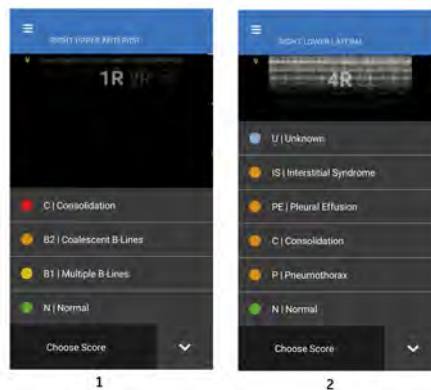 RIGHT UPPER ANTERIOR
1R
C | Consolidation
B2 | Coalescent B-Lines
B1 | Multiple B-Lines
N | Normal
Choose Score
1
RIGHT LOWER LATERAL
4R
U | Unknown
IS | Interstitial Syndrome
PE | Pleural Effusion
C | Consolidation
P | Pneumothorax
N | Normal
Choose Score
2